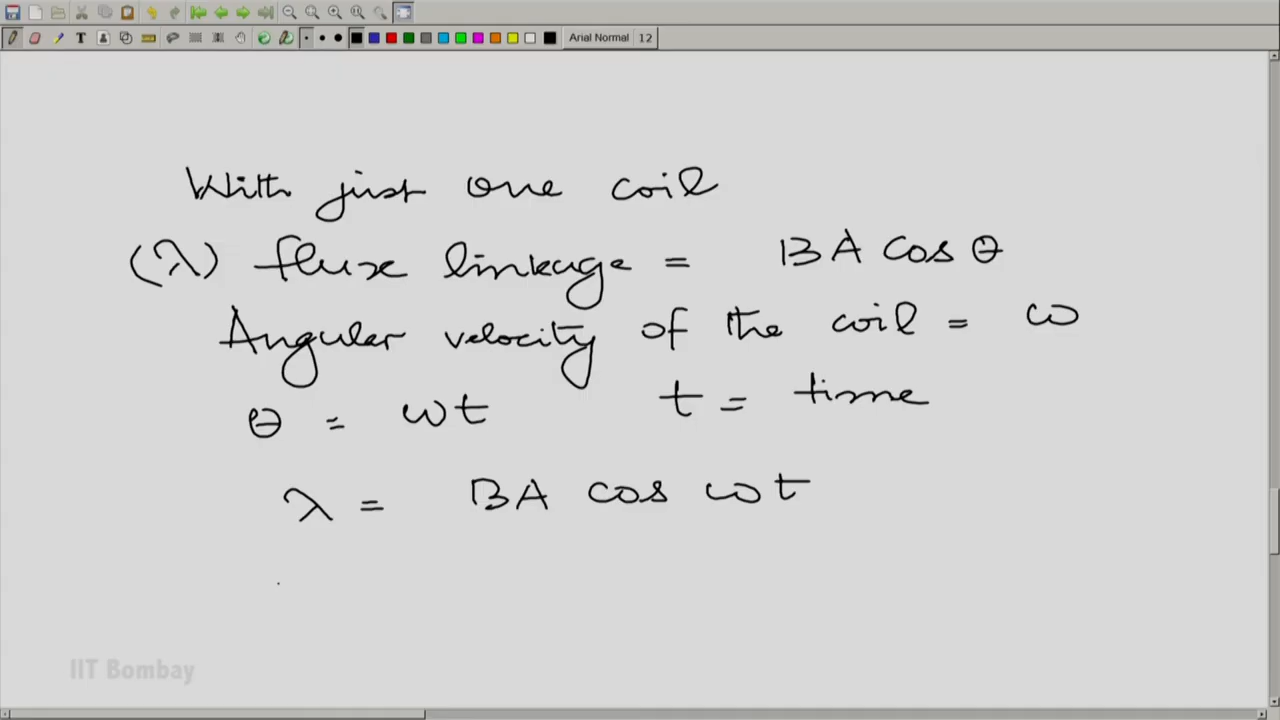 Arial Normal 12
With just one coil
(λ) flux linkage = BA cos θ
Angular velocity of the coil = ω
θ = ωt t = time
λ = BA cos ωt
IIT Bombay